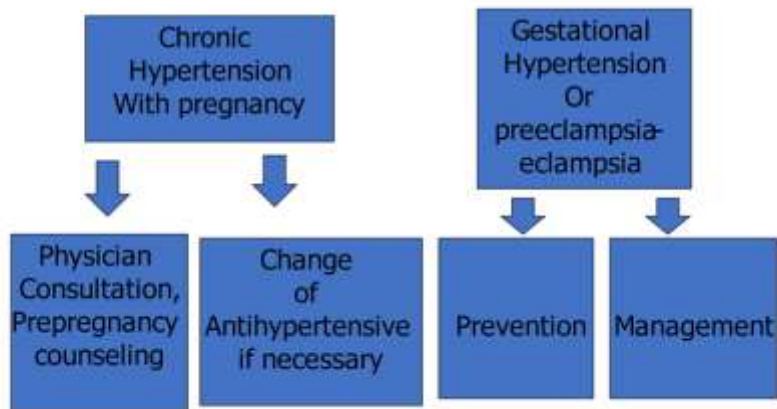 Chronic
Hypertension
With pregnancy
Gestational
Hypertension
Or
preeclampsia-
eclampsia
Physician
Consultation,
Prepregnancy
counseling
Change
of
Antihypertensive
if necessary
Prevention
Management